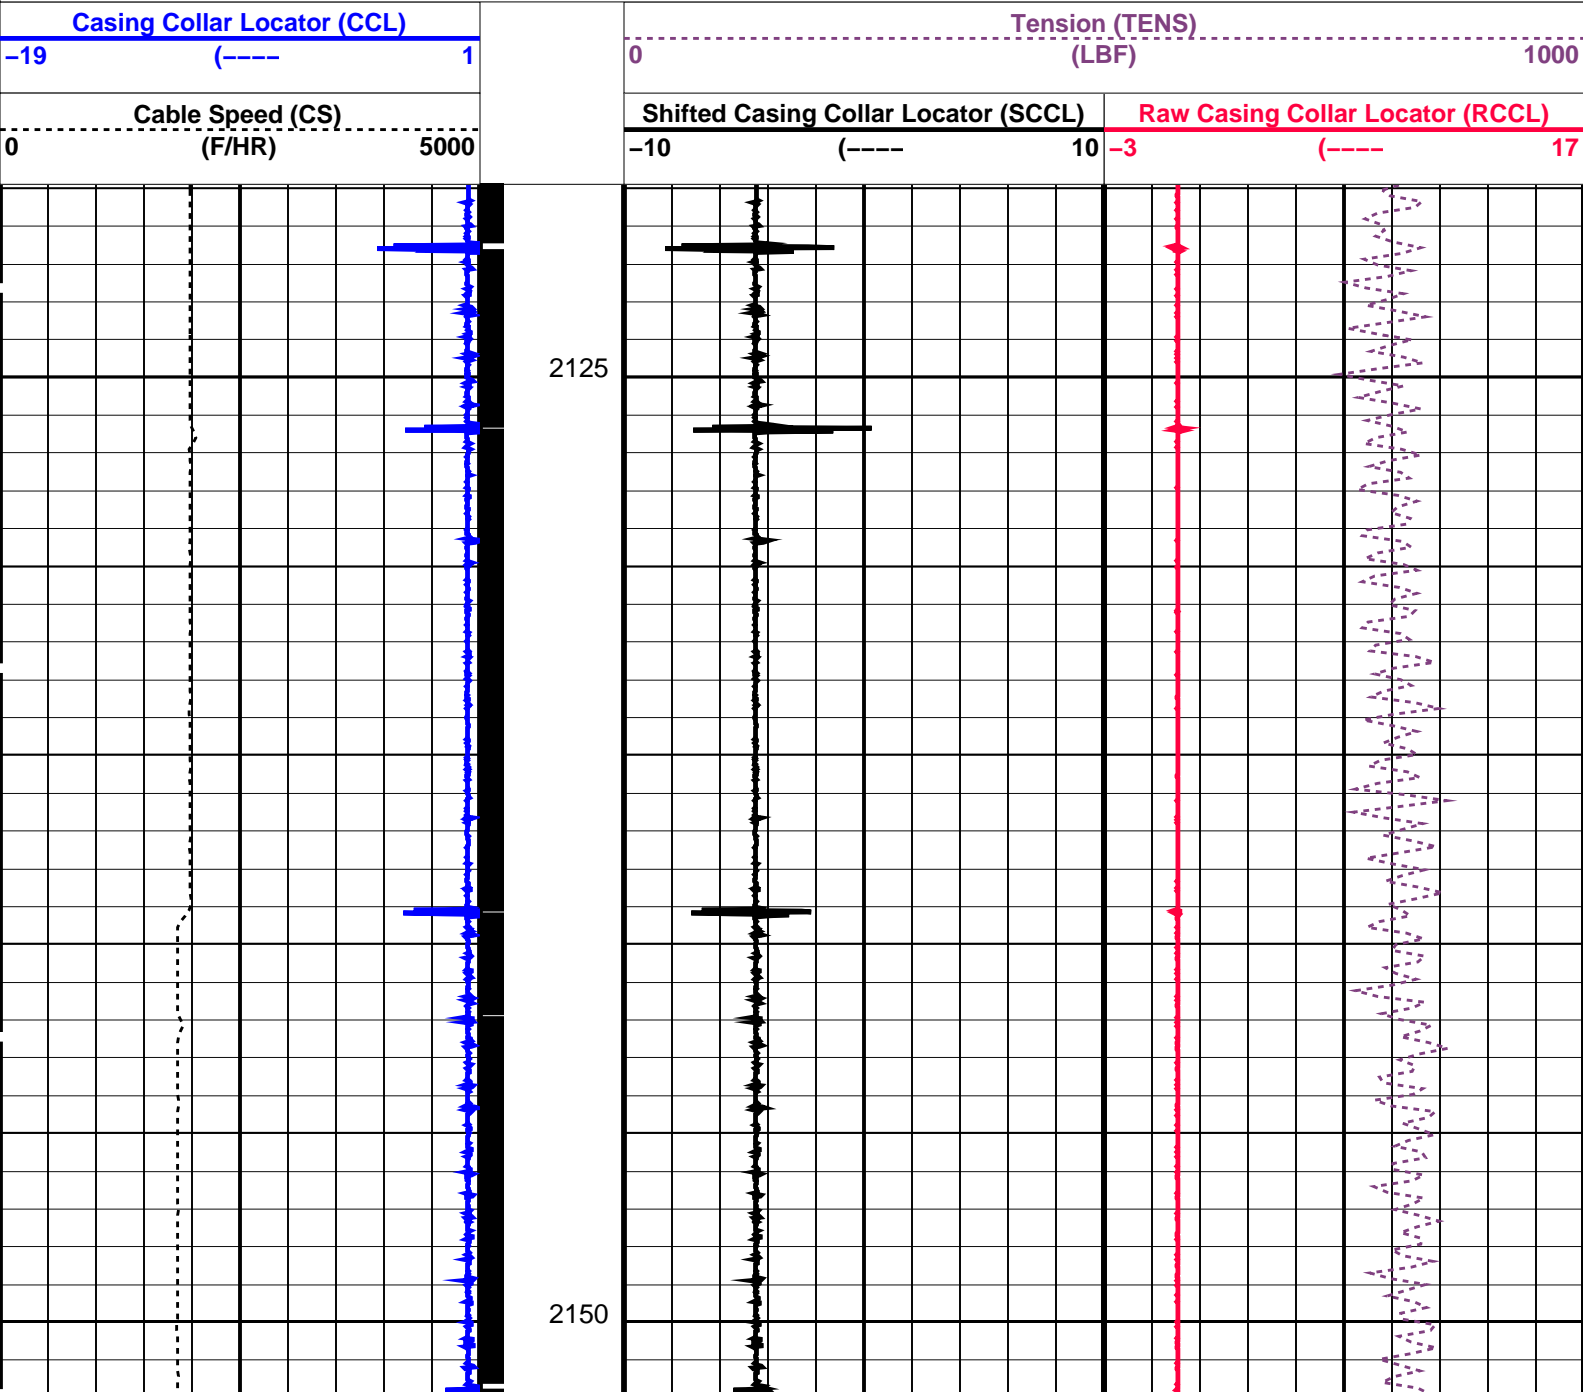 Casing Collar Locator (CCL)
−19 (−−−− 1
Cable Speed (CS)
0 (F/HR) 5000
Tension (TENS)
0 (LBF) 1000
Shifted Casing Collar Locator (SCCL)
−10 (−−−− 10
Raw Casing Collar Locator (RCCL)
−3 (−−−− 17
2125
2150